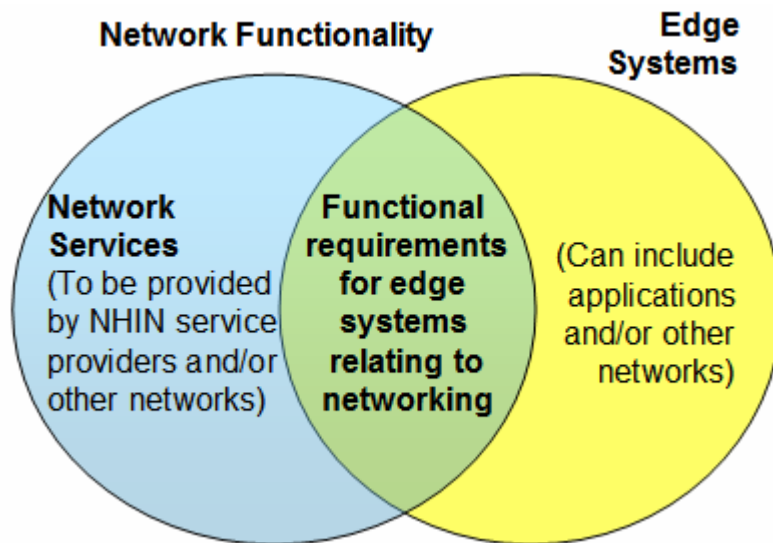 Network Functionality
Edge
Systems
Network
Services
(To be provided
by NHIN service
providers and/or
other networks)
Functional
requirements
for edge
systems
relating to
networking
(Can include
applications
and/or other
networks)